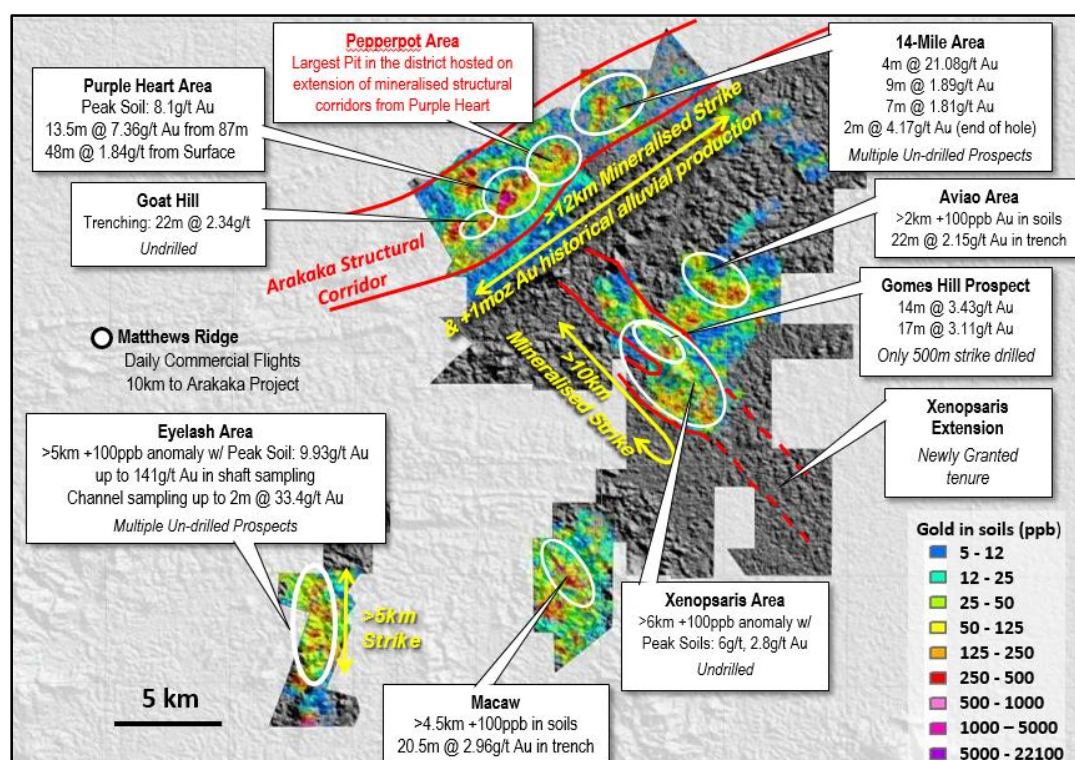 Pepperpot Area
Largest Pit in the district hosted on
extension of mineralised structural
corridors from Purple Heart
14-Mile Area
4m @ 21.08g/t Au
9m @ 1.89g/t Au
7m @ 1.81g/t Au
2m @ 4.17g/t Au (end of hole)
Multiple Un-drilled Prospects
Purple Heart Area
Peak Soil: 8.1g/t Au
13.5m @ 7.36g/t Au from 87m
48m @ 1.84g/t from Surface
Goat Hill
Trenching: 22m @ 2.34g/t
Undrilled
>12km Mineralised Strike
& +1moz Au historical alluvial production
Arakaka Structural
Corridor
Aviao Area
>2km +100ppb Au in soils
22m @ 2.15g/t Au in trench
Gomes Hill Prospect
14m @ 3.43g/t Au
17m @ 3.11g/t Au
Only 500m strike drilled
Matthews Ridge
Daily Commercial Flights
10km to Arakaka Project
>10km
Mineralised Strike
Xenopsaris
Extension
Newly Granted
tenure
Eyelash Area
>5km +100ppb anomaly w/ Peak Soil: 9.93g/t Au
up to 141g/t Au in shaft sampling
Channel sampling up to 2m @ 33.4g/t Au
Multiple Un-drilled Prospects
>5km
Strike
Xenopsaris Area
>6km +100ppb anomaly w/
Peak Soils: 6g/t, 2.8g/t Au
Undrilled
Macaw
>4.5km +100ppb in soils
20.5m @ 2.96g/t Au in trench
5 km
Gold in soils (ppb)
5 - 12
12 - 25
25 - 50
50 - 125
125 - 250
250 - 500
500 - 1000
1000 – 5000
5000 - 22100